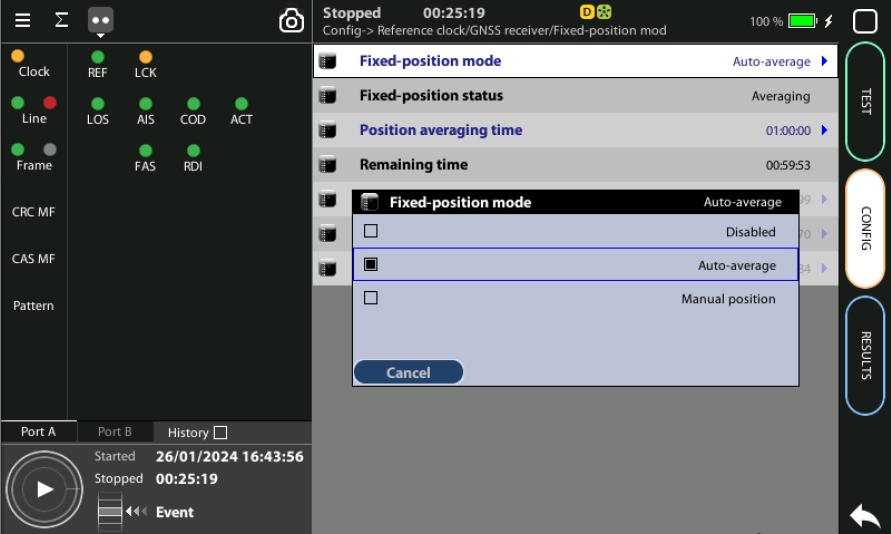 Σ
Stopped 00:25:19 D
100 %
Config-> Reference clock/GNSS receiver/Fixed-position mod
Clock
REF LCK
Line
LOS AIS COD ACT
Frame
FAS RDI
CRC MF
CAS MF
Pattern
Fixed-position mode Auto-average
Fixed-position status Averaging
Position averaging time 01:00:00
Remaining time 00:59:53
99
70
34
Fixed-position mode Auto-average
Disabled
Auto-average
Manual position
Cancel
TEST
CONFIG
RESULTS
Port A Port B History
Started 26/01/2024 16:43:56
Stopped 00:25:19
Event